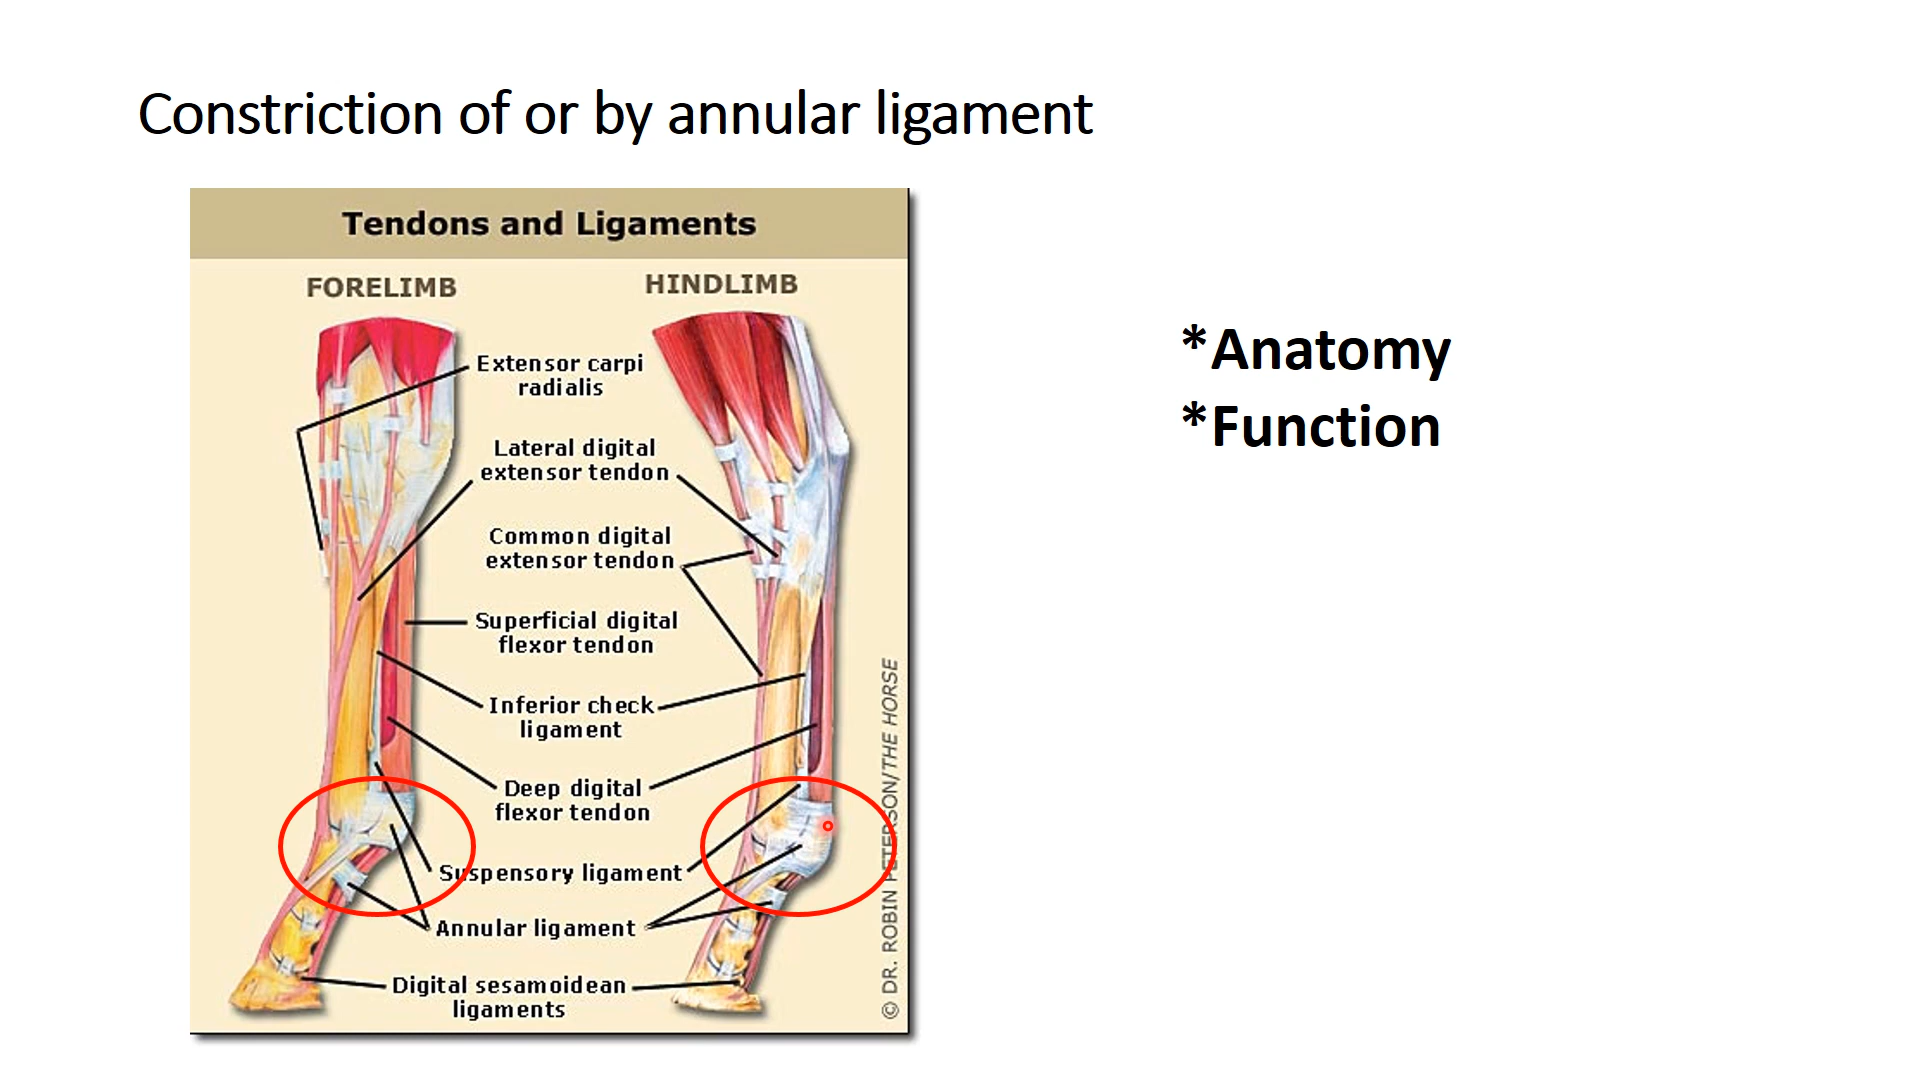 Constriction of or by annular ligament
Tendons and Ligaments
FORELIMB
HINDLIMB
Extensor carpi
radialis
Lateral digital
extensor tendon
Common digital
extensor tendon
Superficial digital
flexor tendon
Inferior check
ligament
Deep digital
flexor tendon
Suspensory ligament
Annular ligament
Digital sesamoidean
ligaments
© DR. ROBIN PETERSON/THE HORSE
*Anatomy
*Function